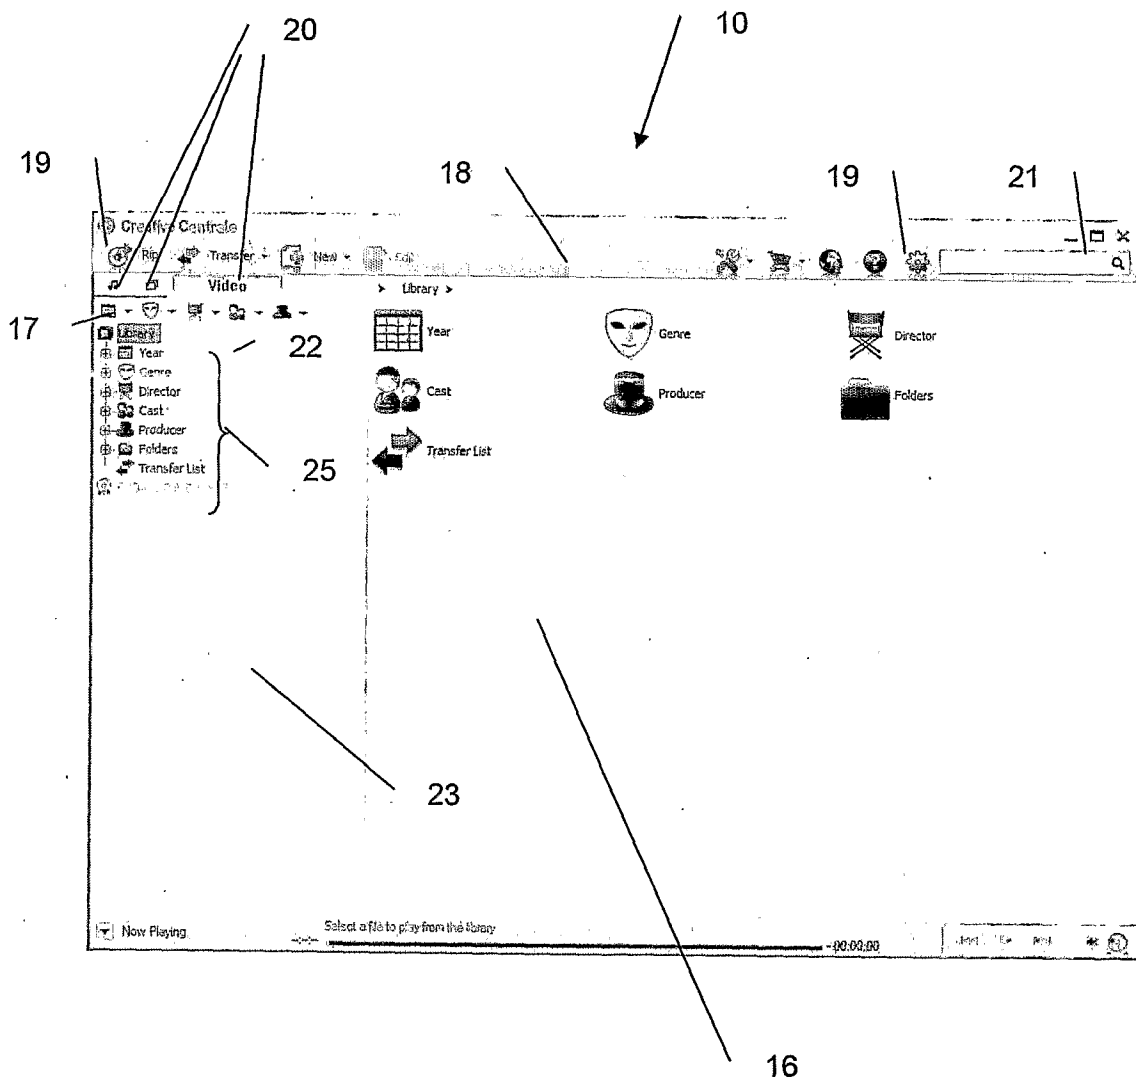 20
10
19
18
19
21
Creative Centrale
Rip Transfer New Edit
Video
> Library >
17
Library
22
Year
Genre
Director
Cast
Producer
Folders
Transfer List
25
Year
Genre
Director
Cast
Producer
Folders
Transfer List
23
Now Playing
Select a file to play from the library
-00:00:00
16